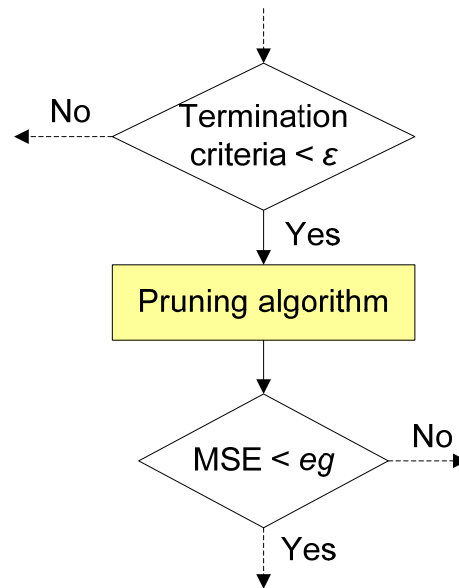 No
Termination
criteria < ε
Yes
Pruning algorithm
No
MSE < eg
Yes